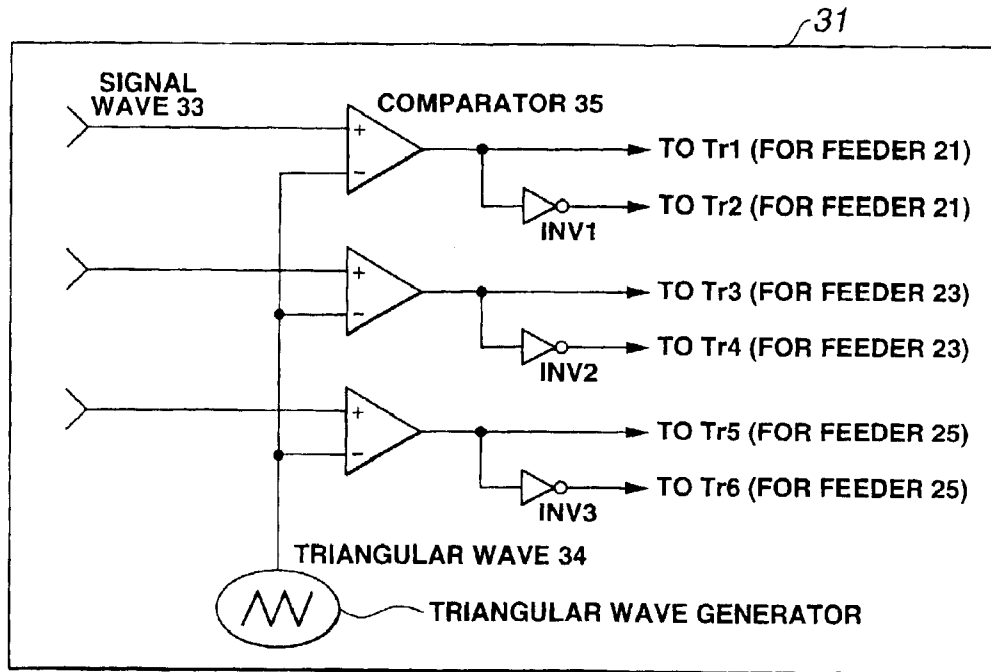 31
SIGNAL
WAVE 33
COMPARATOR 35
+
−
TO Tr1 (FOR FEEDER 21)
TO Tr2 (FOR FEEDER 21)
INV1
+
−
TO Tr3 (FOR FEEDER 23)
TO Tr4 (FOR FEEDER 23)
INV2
+
−
TO Tr5 (FOR FEEDER 25)
TO Tr6 (FOR FEEDER 25)
INV3
TRIANGULAR WAVE 34
TRIANGULAR WAVE GENERATOR